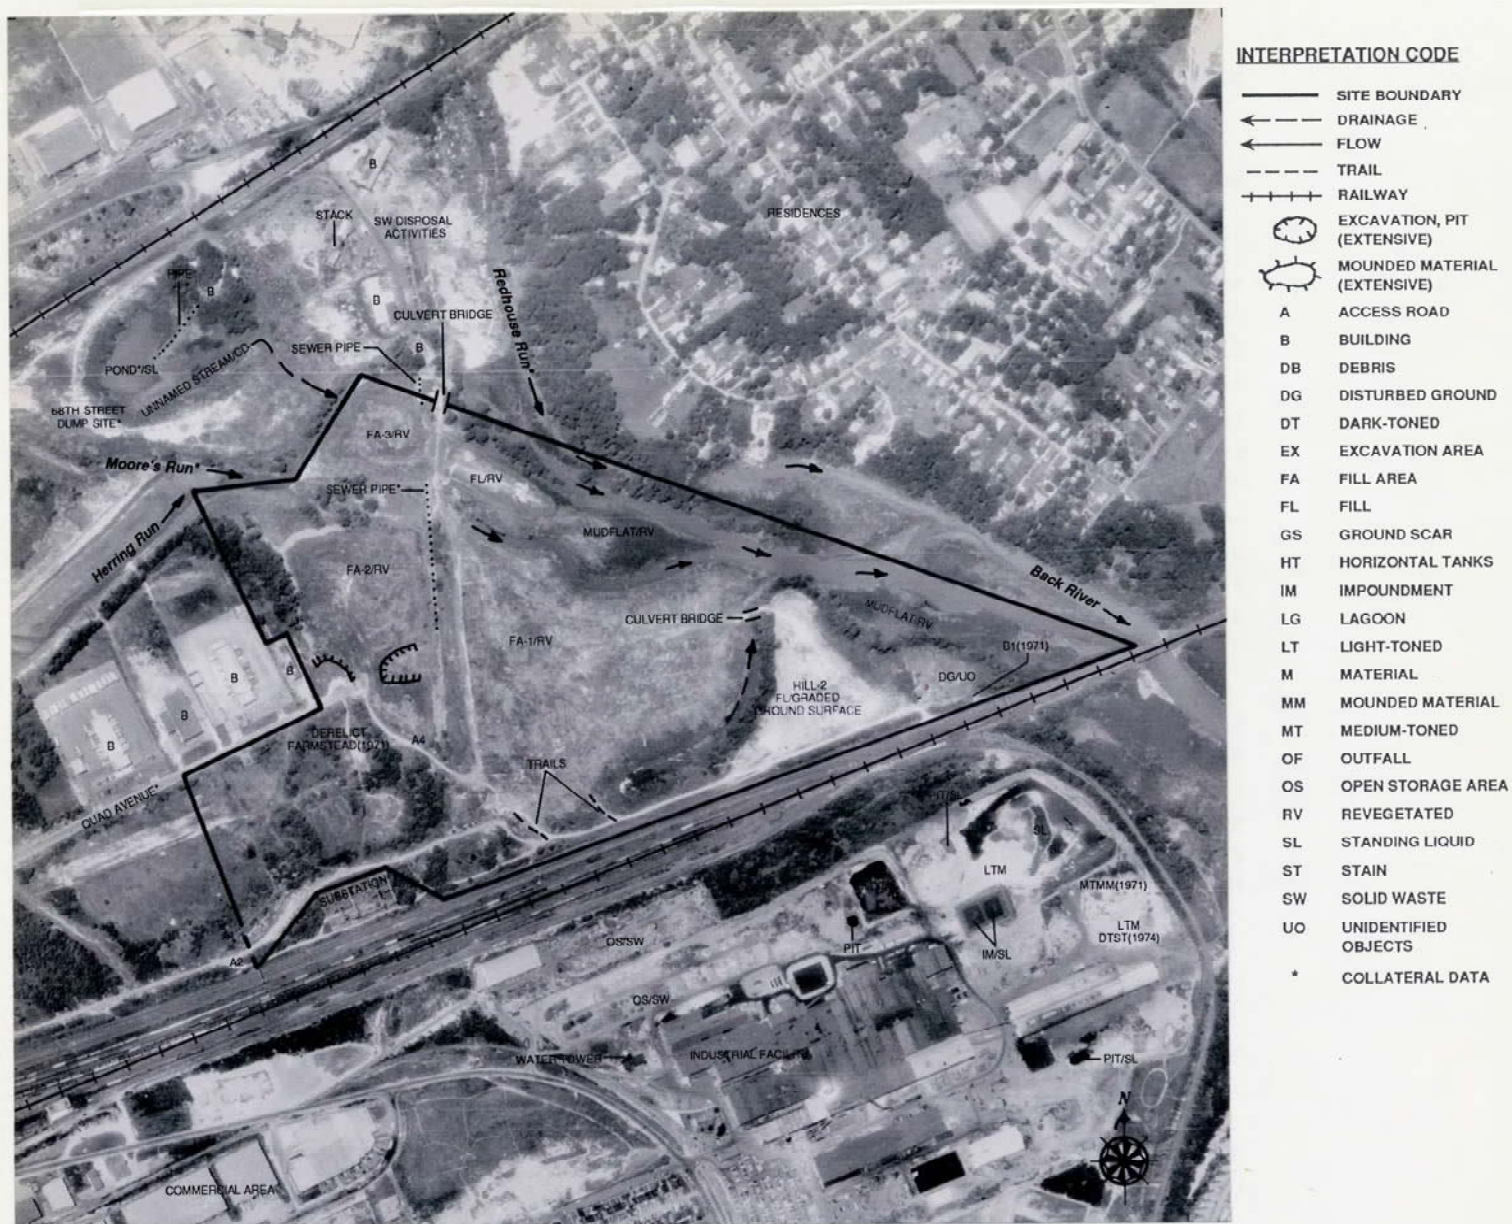 B
STACK
SW DISPOSAL
ACTIVITIES
RESIDENCES
PIPE*
B
B
Redhouse Run*
CULVERT BRIDGE
SEWER PIPE
B
POND*/SL
UNNAMED STREAM/CD
68TH STREET
DUMP SITE*
FA-3/RV
Moore's Run*
FL/RV
SEWER PIPE*
Herring Run
MUDFLAT/RV
FA-2/RV
Back River
MUDFLAT/RV
CULVERT BRIDGE
FA-1/RV
B1(1971)
B
B
DG/UO
HILL-2
FL/GRADED
GROUND SURFACE
B
B
DERELICT
FARMSTEAD(1971)
A4
TRAILS
QUAD AVENUE*
SL
LTM
MTMM(1971)
SUBSTATION
LTM
DTST(1974)
OS/SW
PIT
IM/SL
A2
OS/SW
WATER TOWER
INDUSTRIAL FACILITY
PIT/SL
N
COMMERCIAL AREA
INTERPRETATION CODE
SITE BOUNDARY
DRAINAGE
FLOW
TRAIL
RAILWAY
EXCAVATION, PIT
(EXTENSIVE)
MOUNDED MATERIAL
(EXTENSIVE)
A ACCESS ROAD
B BUILDING
DB DEBRIS
DG DISTURBED GROUND
DT DARK-TONED
EX EXCAVATION AREA
FA FILL AREA
FL FILL
GS GROUND SCAR
HT HORIZONTAL TANKS
IM IMPOUNDMENT
LG LAGOON
LT LIGHT-TONED
M MATERIAL
MM MOUNDED MATERIAL
MT MEDIUM-TONED
OF OUTFALL
OS OPEN STORAGE AREA
RV REVEGETATED
SL STANDING LIQUID
ST STAIN
SW SOLID WASTE
UO UNIDENTIFIED
OBJECTS
* COLLATERAL DATA